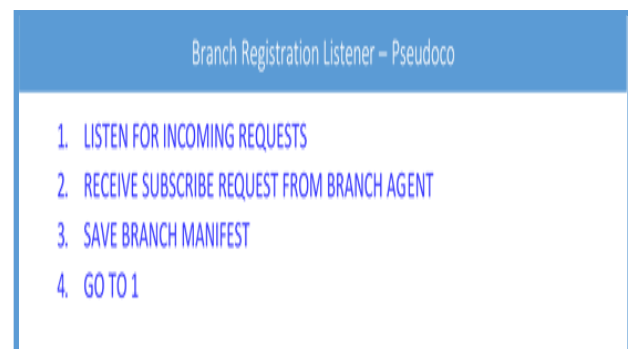 Branch Registration Listener – Pseudoco
1. LISTEN FOR INCOMING REQUESTS
2. RECEIVE SUBSCRIBE REQUEST FROM BRANCH AGENT
3. SAVE BRANCH MANIFEST
4. GO TO 1